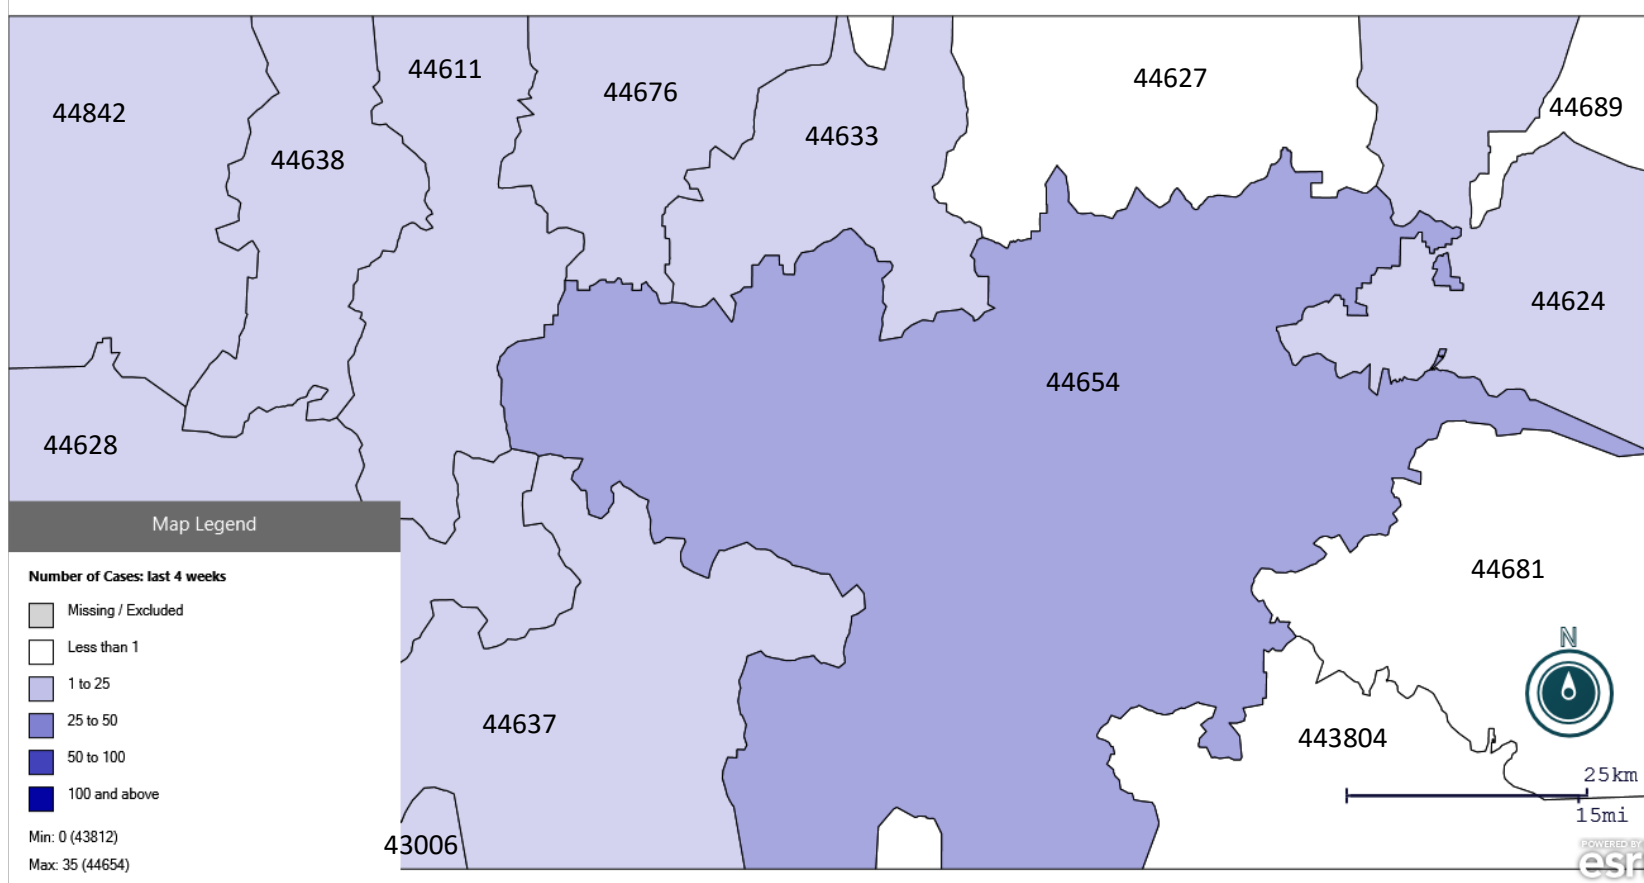 44611
44676
44627
44842
44689
44633
44638
44624
44654
44628
Map Legend
Number of Cases: last 4 weeks
Missing / Excluded
Less than 1
1 to 25
25 to 50
50 to 100
100 and above
Min: 0 (43812)
Max: 35 (44654)
44681
N
44637
443804
25km
15mi
43006
POWERED BY
esri